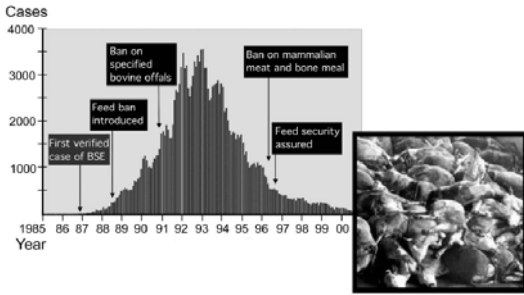 Cases
4000
3000
2000
1000
Ban on
specified
bovine offals
Feed ban
introduced
First verified
case of BSE
Ban on mammalian
meat and bone meal
Feed security
assured
1985 86 87 88 89 90 91 92 93 94 95 96 97 98 99 00
Year